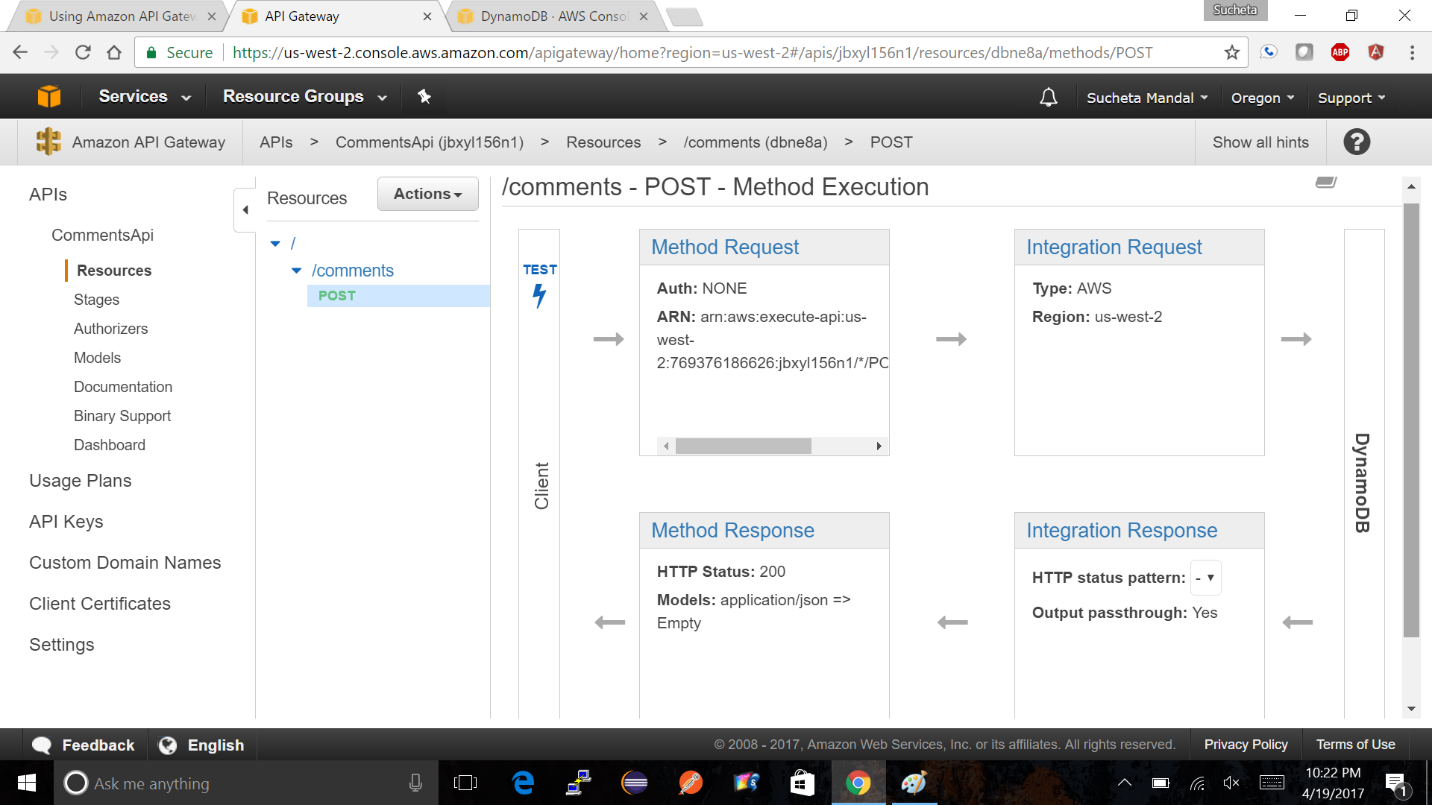 Sucheta
Using Amazon API Gatew
API Gateway
DynamoDB · AWS Conso
Secure
https://us-west-2.console.aws.amazon.com/apigateway/home?region=us-west-2#/apis/jbxyl156n1/resources/dbne8a/methods/POST
ABP
Services
Resource Groups
Sucheta Mandal
Oregon
Support
Amazon API Gateway
APIs > CommentsApi (jbxyl156n1) > Resources > /comments (dbne8a) > POST
Show all hints
?
APIs
CommentsApi
Resources
Stages
Authorizers
Models
Documentation
Binary Support
Dashboard
Usage Plans
API Keys
Custom Domain Names
Client Certificates
Settings
Resources
Actions
/
/comments
POST
/comments - POST - Method Execution
TEST
Client
Method Request
Auth: NONE
ARN: arn:aws:execute-api:us-
west-
2:769376186626:jbxyl156n1/*/PO
Integration Request
Type: AWS
Region: us-west-2
DynamoDB
Method Response
HTTP Status: 200
Models: application/json =>
Empty
Integration Response
HTTP status pattern: -
Output passthrough: Yes
Feedback
English
© 2008 - 2017, Amazon Web Services, Inc. or its affiliates. All rights reserved.
Privacy Policy
Terms of Use
Ask me anything
10:22 PM
4/19/2017
1